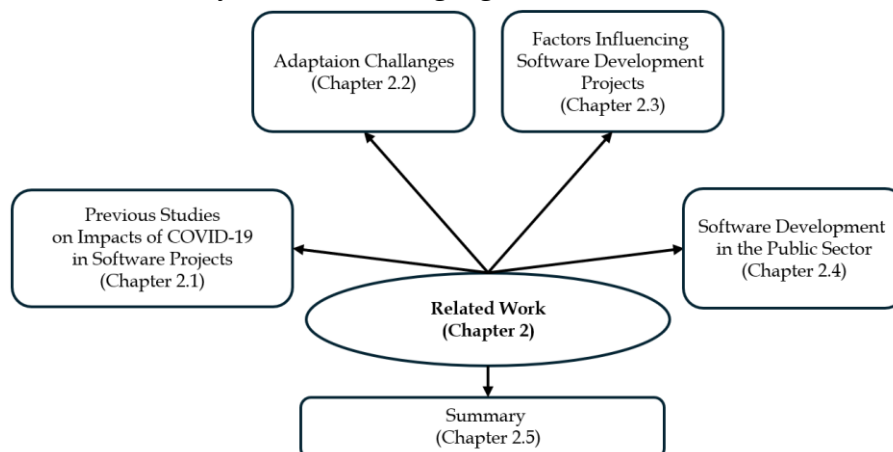 Adaptaion Challanges
(Chapter 2.2)
Factors Influencing
Software Development
Projects
(Chapter 2.3)
Previous Studies
on Impacts of COVID-19
in Software Projects
(Chapter 2.1)
Software Development
in the Public Sector
(Chapter 2.4)
Related Work
(Chapter 2)
Summary
(Chapter 2.5)